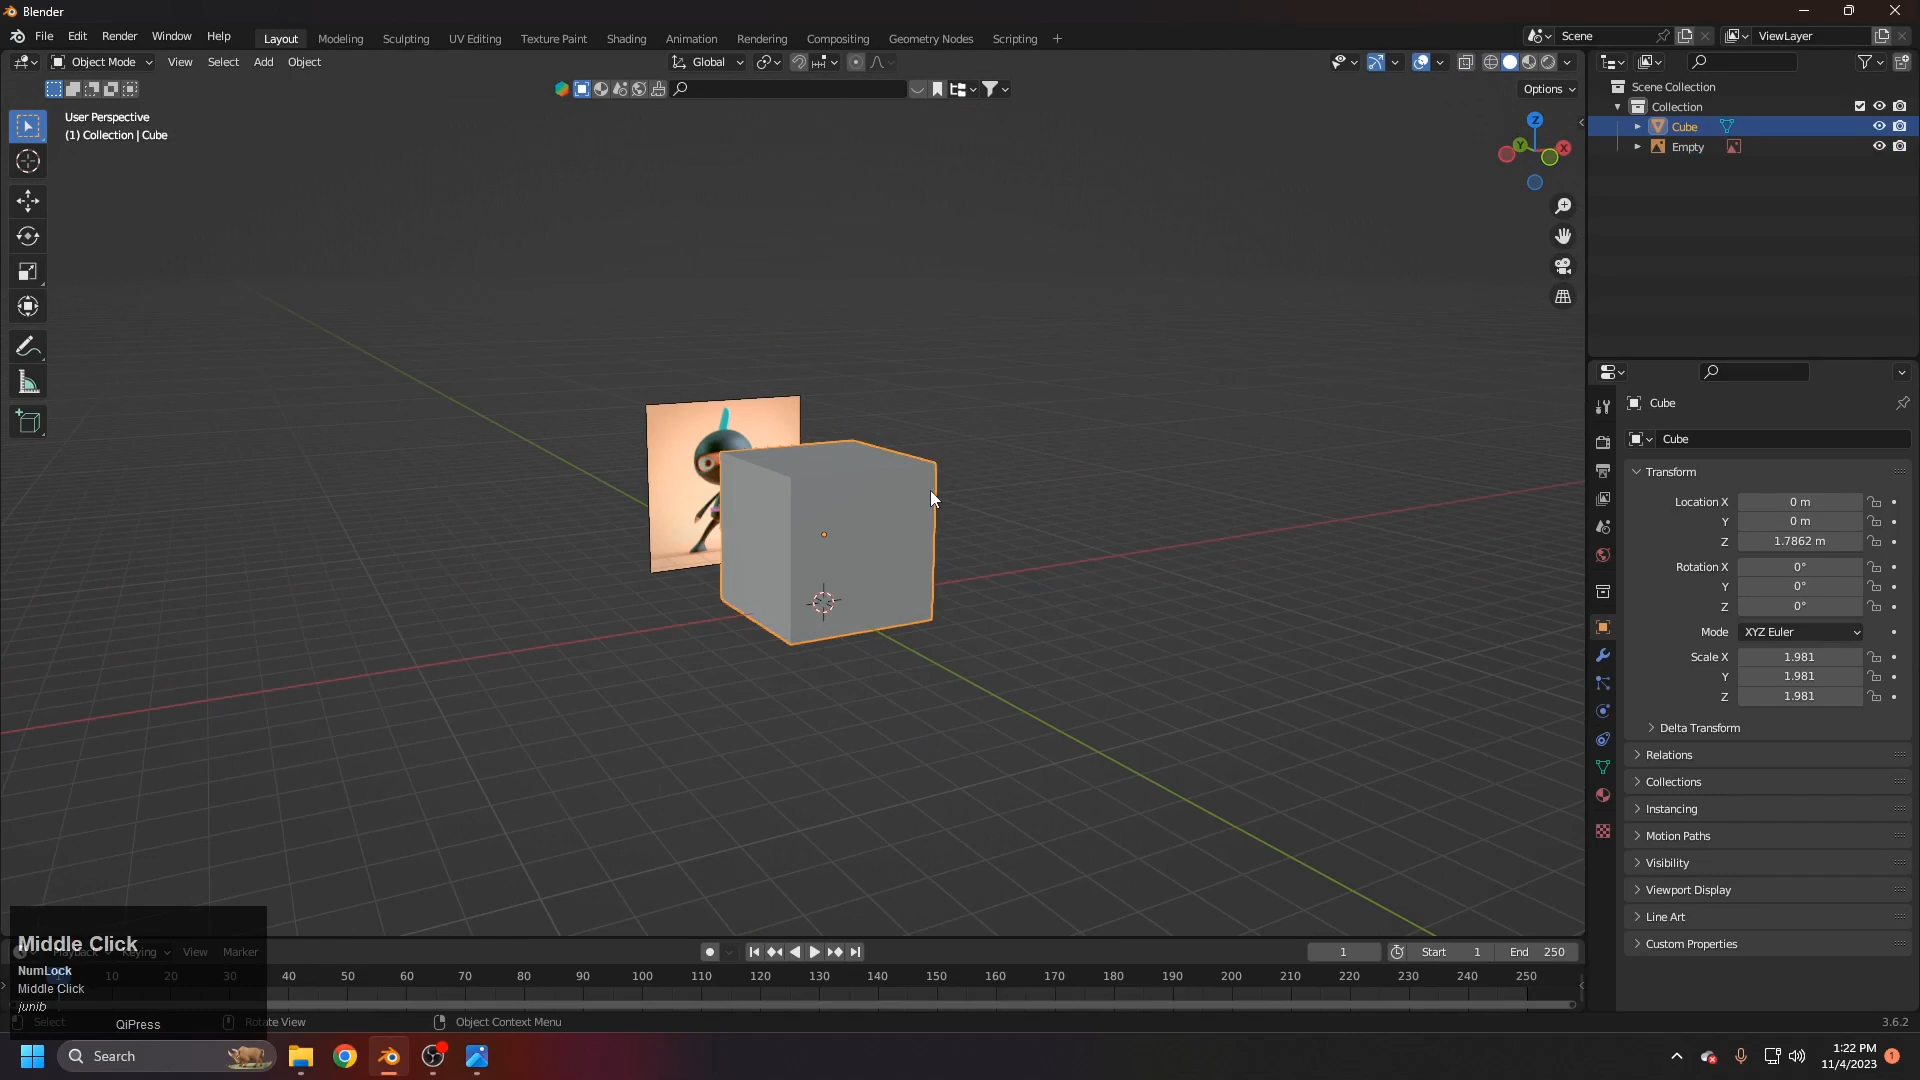 Blender
File Edit Render Window Help
Layout Modeling Sculpting UV Editing Texture Paint Shading Animation Rendering Compositing Geometry Nodes Scripting +
Scene
ViewLayer
Object Mode View Select Add Object
Global
Options
User Perspective
(1) Collection | Cube
Z
Y
X
Scene Collection
Collection
Cube
Empty
Cube
Cube
Transform
Location X 0 m
Y 0 m
Z 1.7862 m
Rotation X 0°
Y 0°
Z 0°
Mode XYZ Euler
Scale X 1.981
Y 1.981
Z 1.981
Delta Transform
Relations
Collections
Instancing
Motion Paths
Visibility
Viewport Display
Line Art
Custom Properties
Middle Click
Playback Keying View Marker
1
Start 1 End 250
NumLock
10 20 30 40 50 60 70 80 90 100 110 120 130 140 150 160 170 180 190 200 210 220 230 240 250
Middle Click
junib
QiPress
Select
Rotate View
Object Context Menu
3.6.2
Search
1:22 PM
11/4/2023
1